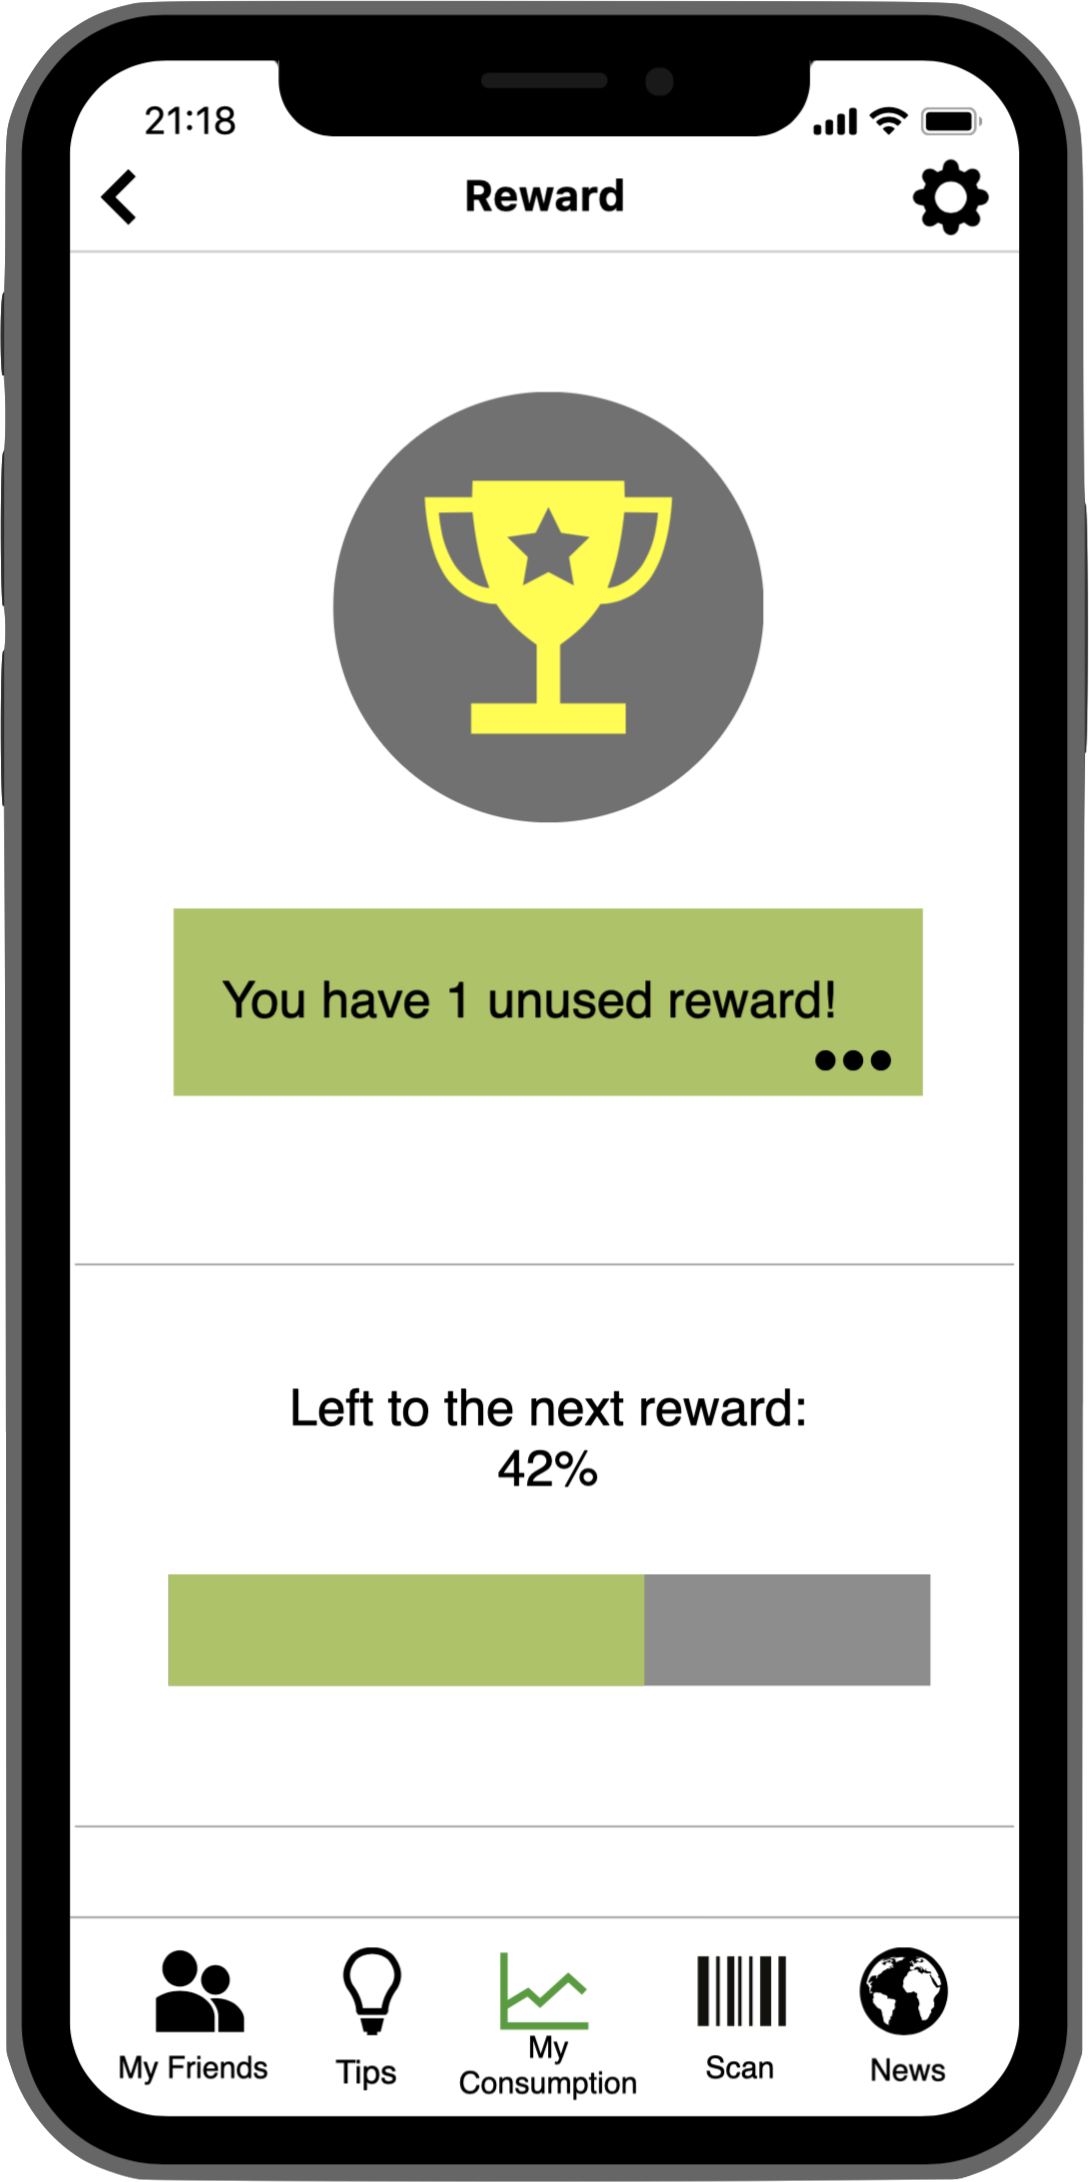 21:18
Reward
You have 1 unused reward!
Left to the next reward:
42%
My Friends
Tips
My
Consumption
Scan
News